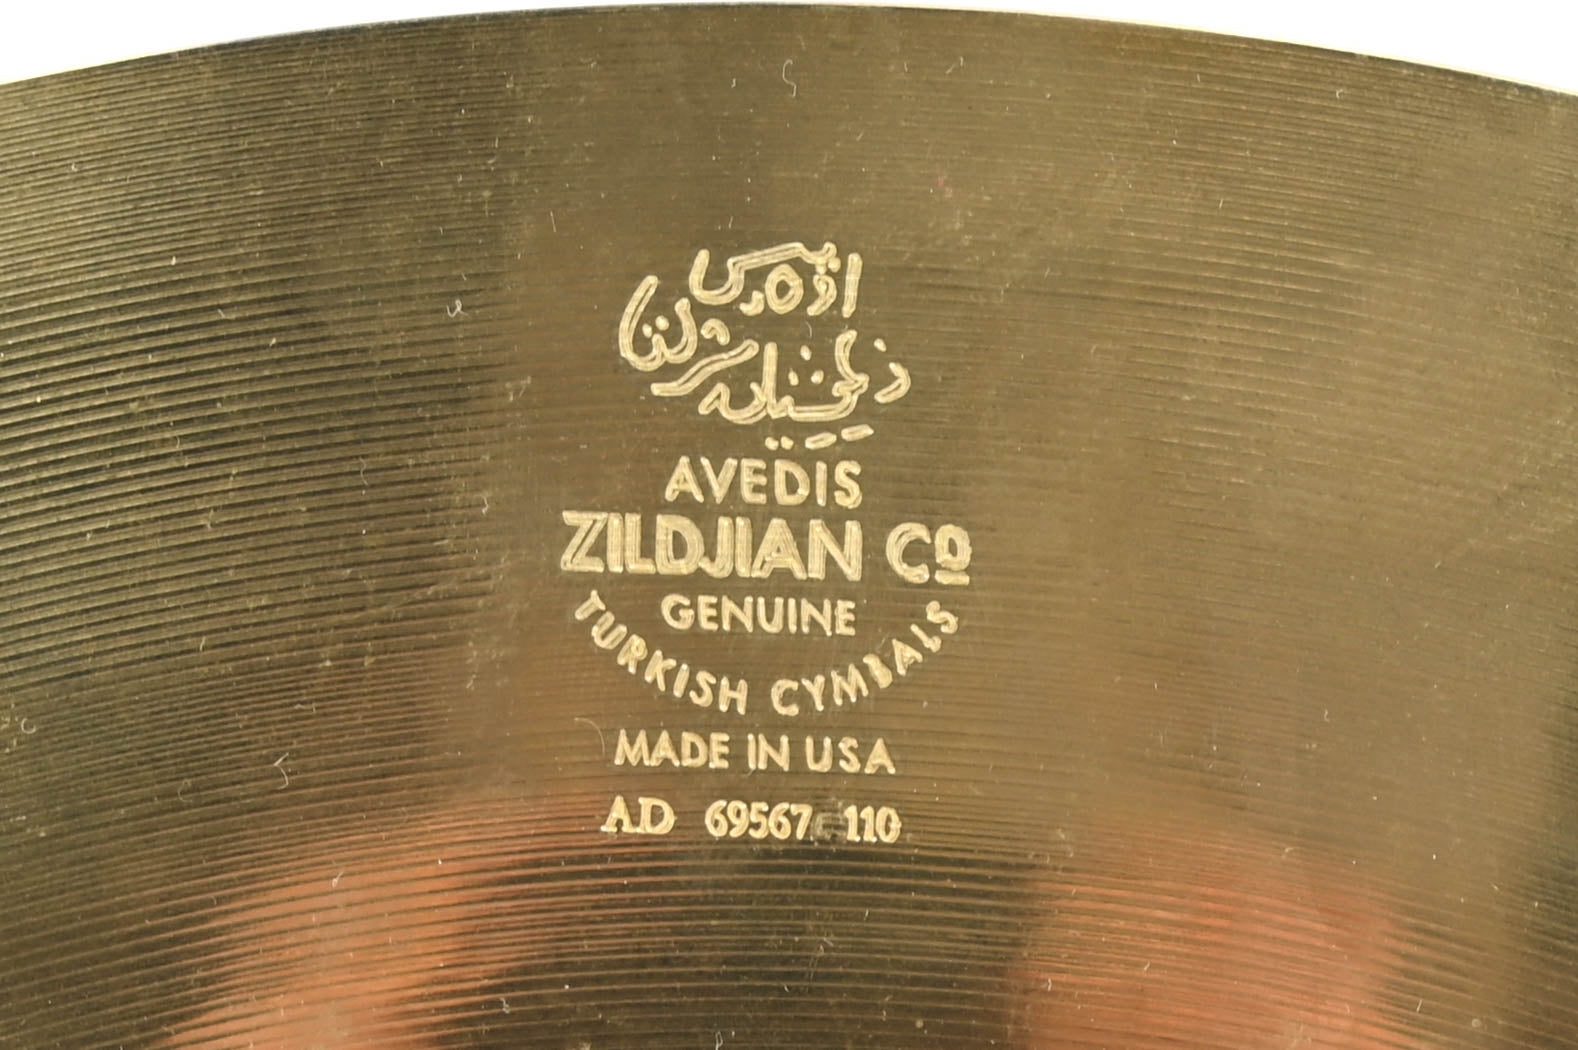 AVEDIS
ZILDJIAN Cº
GENUINE
TURKISH CYMBALS
MADE IN USA
AD 69567 110